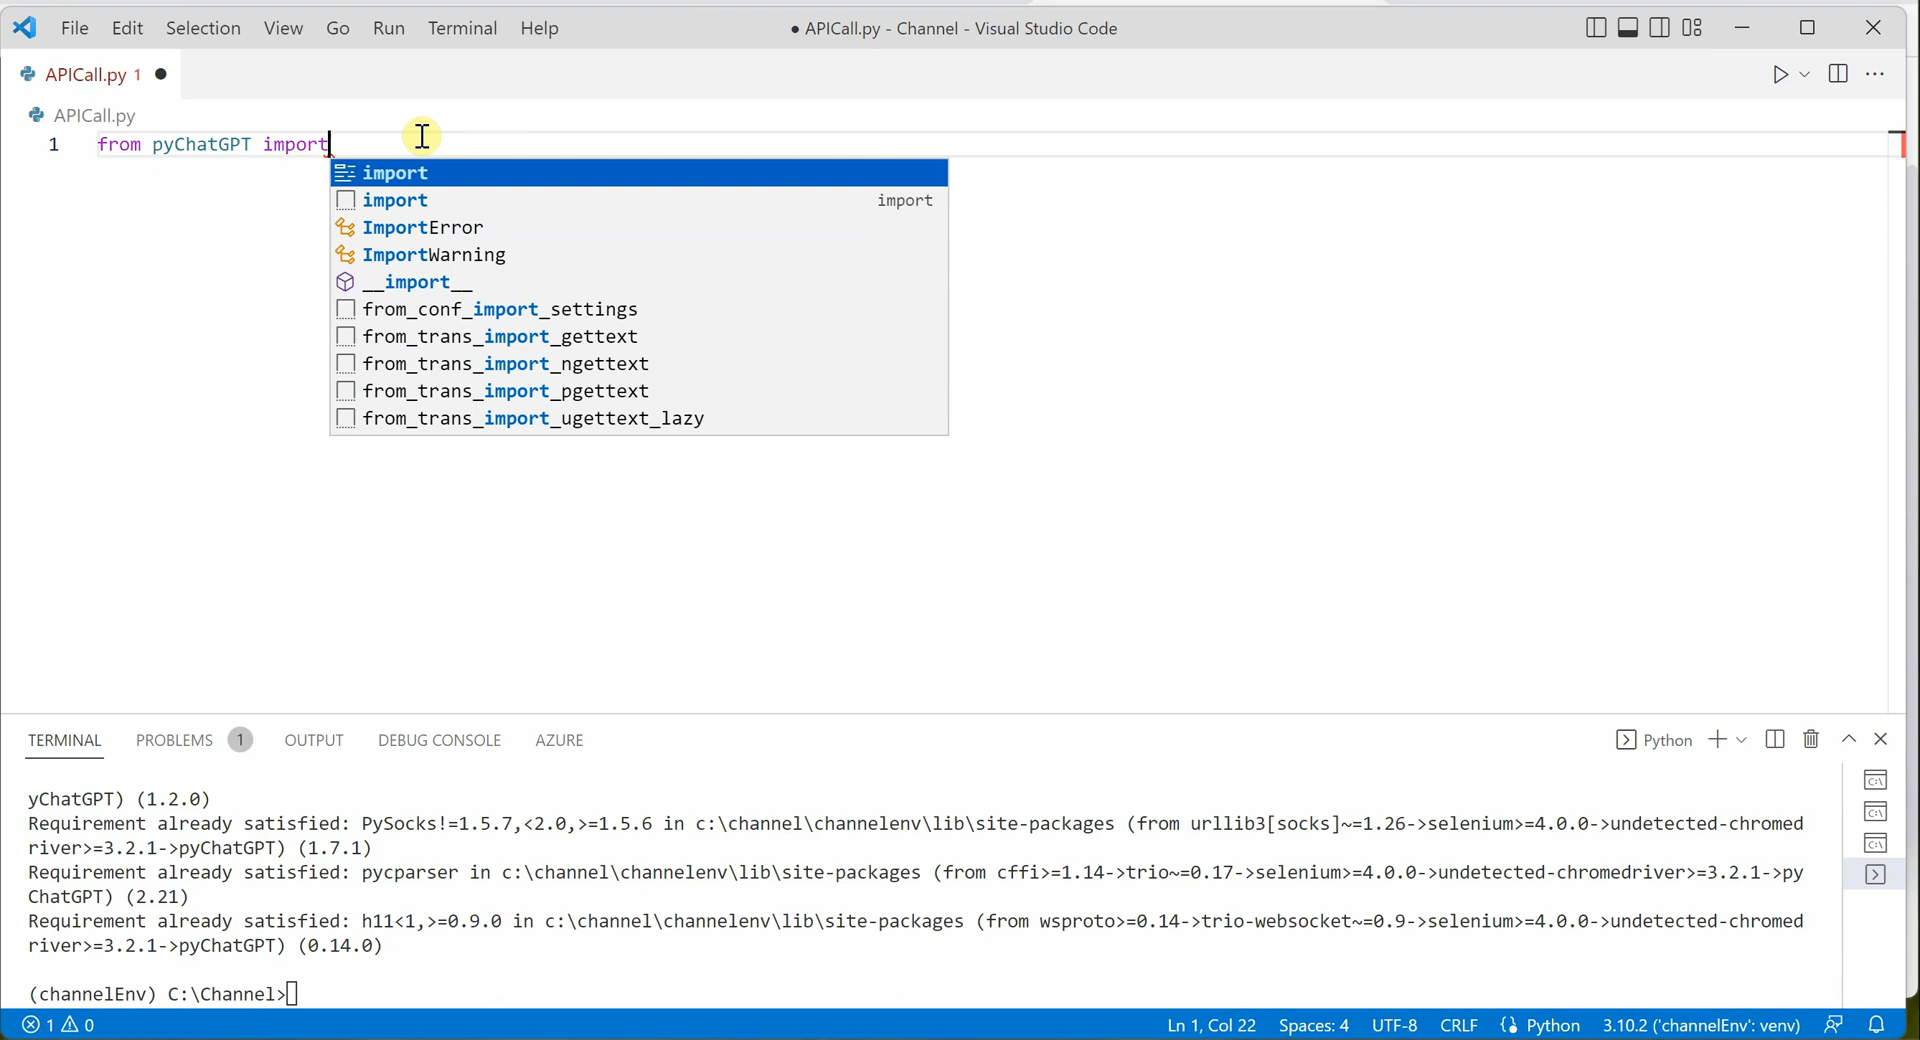 File Edit Selection View Go Run Terminal Help ● APICall.py - Channel - Visual Studio Code
APICall.py 1 ●
APICall.py
1 from pyChatGPT import
import
import import
ImportError
ImportWarning
__import__
from_conf_import_settings
from_trans_import_gettext
from_trans_import_ngettext
from_trans_import_pgettext
from_trans_import_ugettext_lazy
TERMINAL PROBLEMS 1 OUTPUT DEBUG CONSOLE AZURE Python
yChatGPT) (1.2.0)
Requirement already satisfied: PySocks!=1.5.7,<2.0,>=1.5.6 in c:\channel\channelenv\lib\site-packages (from urllib3[socks]~=1.26->selenium>=4.0.0->undetected-chromed
river>=3.2.1->pyChatGPT) (1.7.1)
Requirement already satisfied: pycparser in c:\channel\channelenv\lib\site-packages (from cffi>=1.14->trio~=0.17->selenium>=4.0.0->undetected-chromedriver>=3.2.1->py
ChatGPT) (2.21)
Requirement already satisfied: h11<1,>=0.9.0 in c:\channel\channelenv\lib\site-packages (from wsproto>=0.14->trio-websocket~=0.9->selenium>=4.0.0->undetected-chromed
river>=3.2.1->pyChatGPT) (0.14.0)
(channelEnv) C:\Channel>
1 0 Ln 1, Col 22 Spaces: 4 UTF-8 CRLF Python 3.10.2 ('channelEnv': venv)